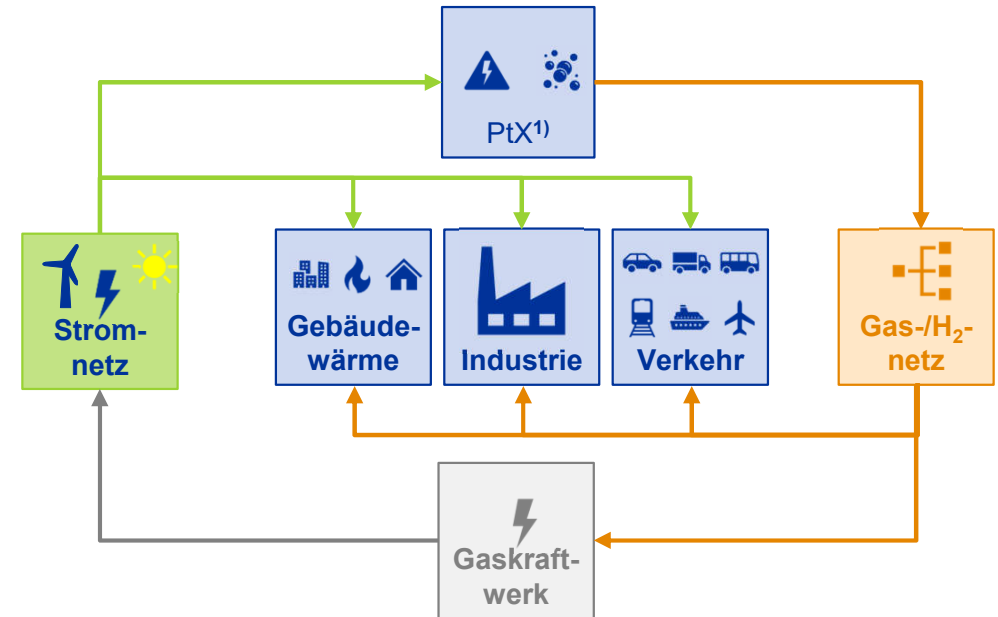 PtX¹⁾
Strom-
netz
Gebäude-
wärme
Industrie
Verkehr
Gas-/H₂-
netz
Gaskraft-
werk